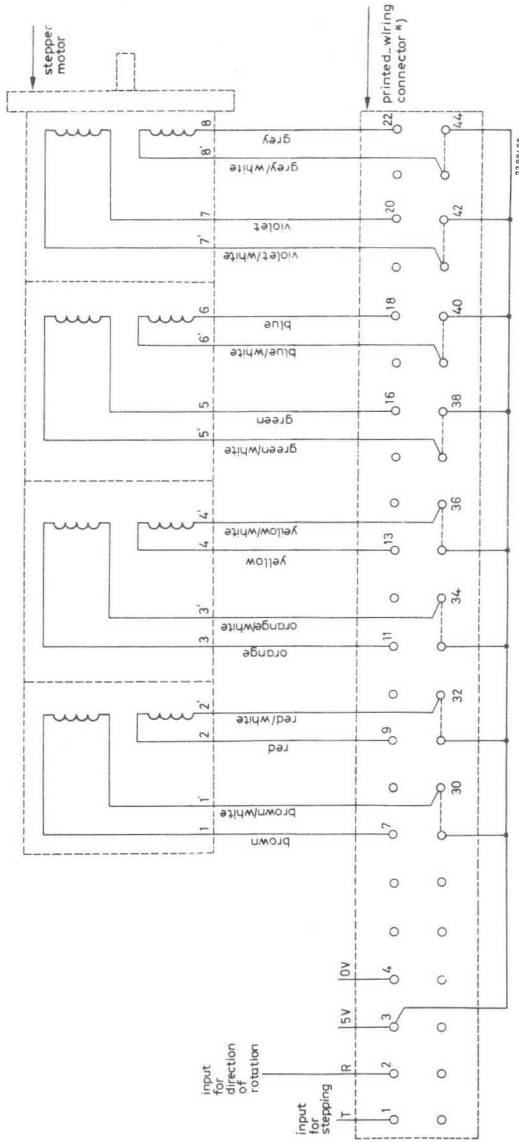 stepper
motor
8
grey
8'
grey/white
7
violet
7'
violet/white
6
blue
6'
blue/white
5
green
5'
green/white
4'
yellow/white
4
yellow
3'
orange/white
3
orange
2'
red/white
2
red
1'
brown/white
1
brown
printed-wiring
connector *)
22
44
20
42
18
40
16
38
36
13
34
11
32
9
30
7
0V
4
5V
3
input
for
direction
of
rotation
R
2
input
for
stepping
T
1